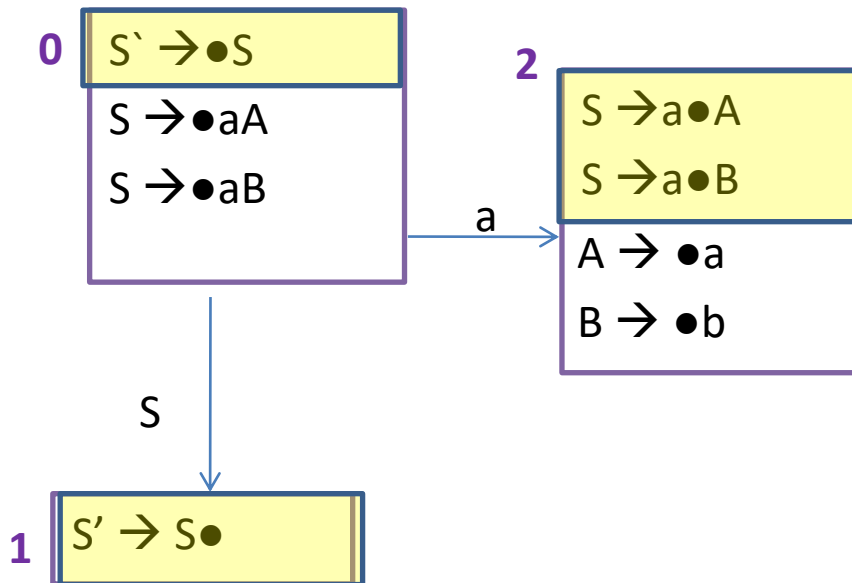 0
S` → ●S
S → ●aA
S → ●aB
a
2
S → a●A
S → a●B
A → ●a
B → ●b
S
1
S’ → S●